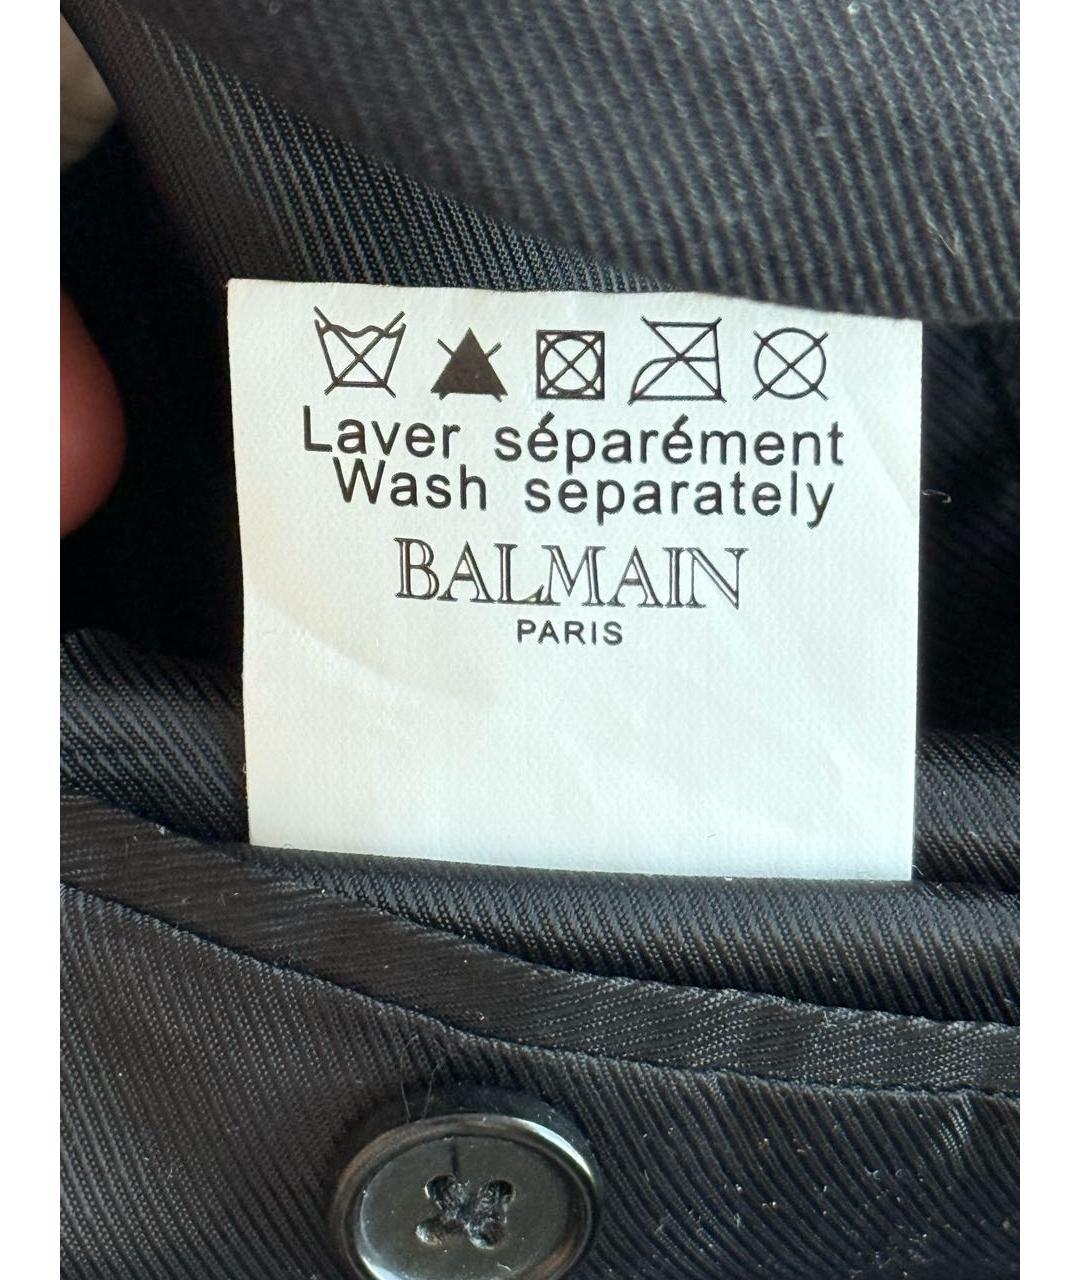 Laver séparément
Wash separately
BALMAIN
PARIS